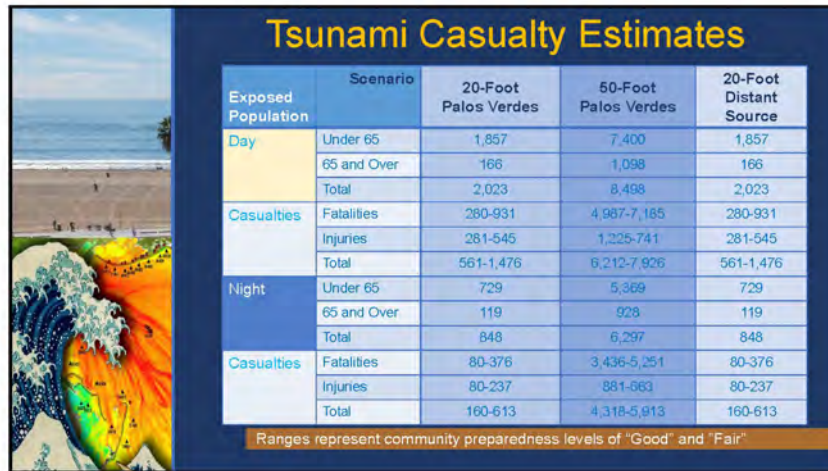 Tsunami Casualty Estimates
Scenario
Exposed Population
20-Foot Palos Verdes
50-Foot Palos Verdes
20-Foot Distant Source
Day Under 65 1,857 7,400 1,857
65 and Over 166 1,098 166
Total 2,023 8,498 2,023
Casualties Fatalities 280-931 4,987-7,185 280-931
Injuries 281-545 1,225-741 281-545
Total 561-1,476 6,212-7,926 561-1,476
Night Under 65 729 5,369 729
65 and Over 119 928 119
Total 848 6,297 848
Casualties Fatalities 80-376 3,436-5,251 80-376
Injuries 80-237 881-663 80-237
Total 160-613 4,318-5,913 160-613
Ranges represent community preparedness levels of "Good" and "Fair"